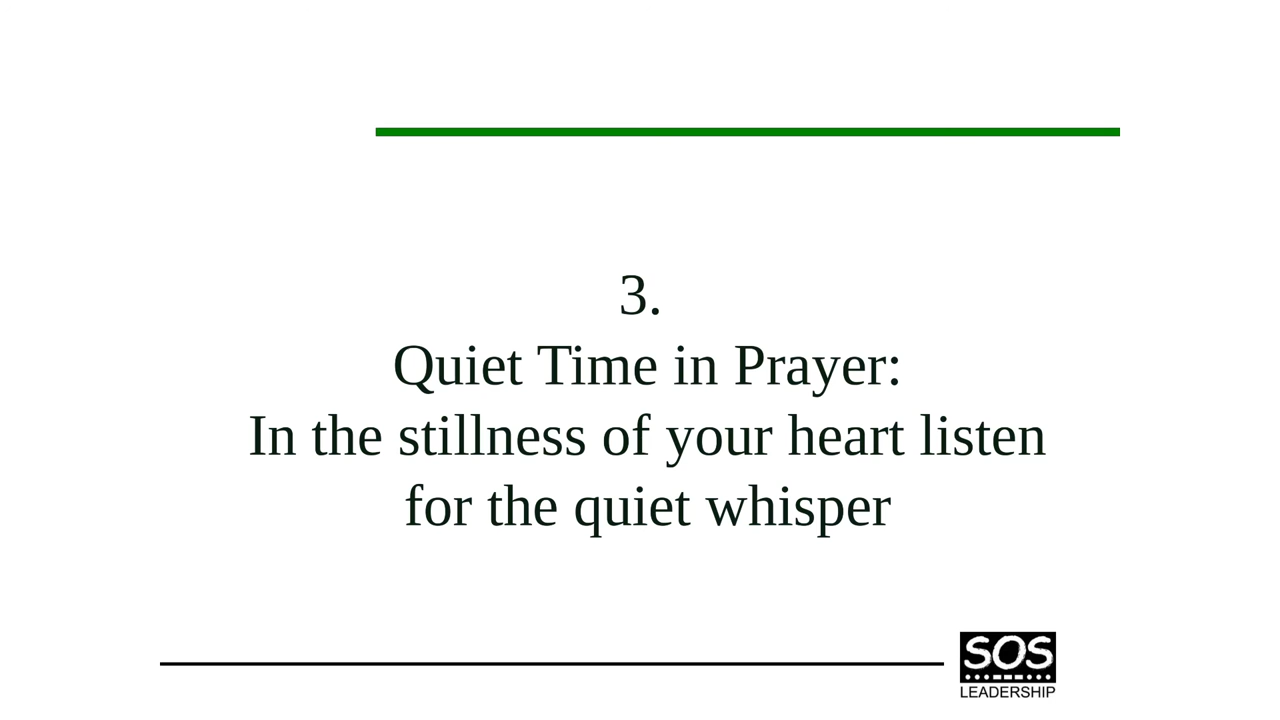 3.
Quiet Time in Prayer:
In the stillness of your heart listen
for the quiet whisper
SOS
LEADERSHIP